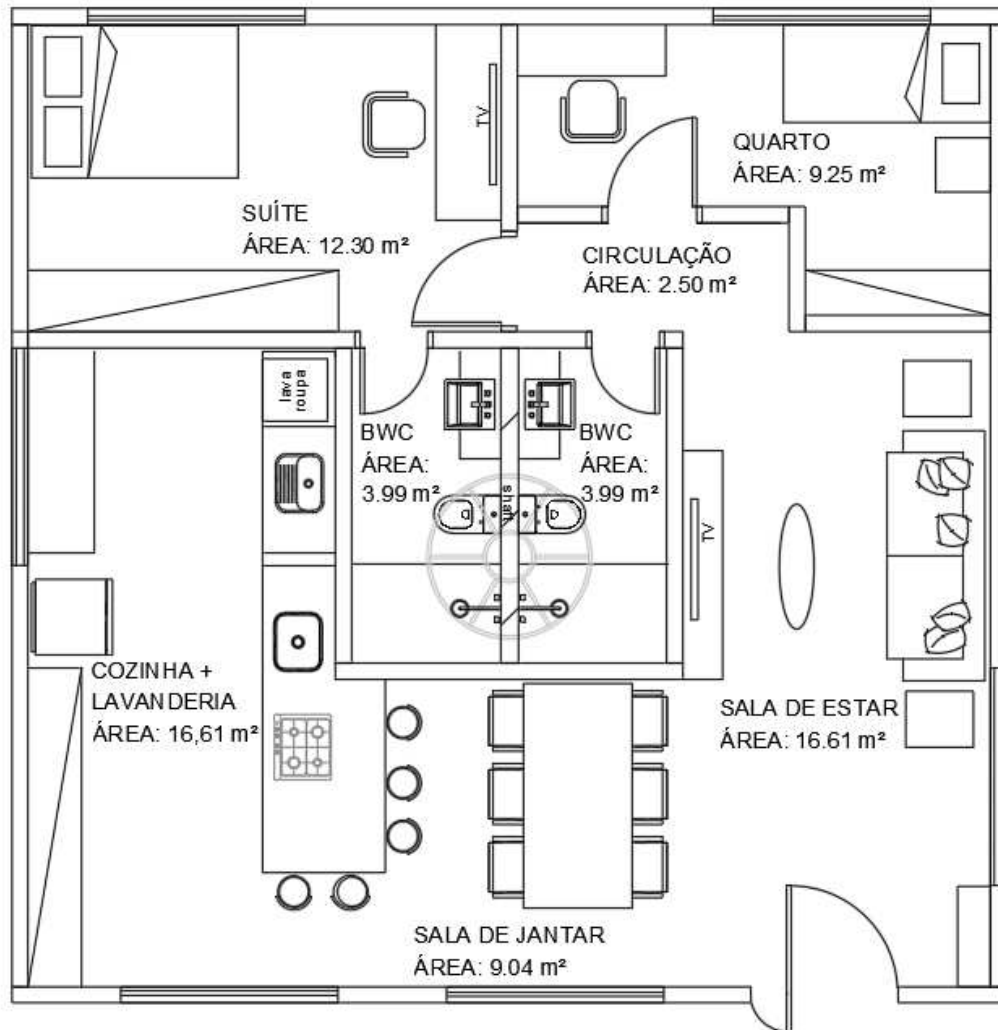 TV
QUARTO
ÁREA: 9.25 m²
SUÍTE
ÁREA: 12.30 m²
CIRCULAÇÃO
ÁREA: 2.50 m²
lava
roupa
BWC
ÁREA:
3.99 m²
BWC
ÁREA:
3.99 m²
shaft
TV
COZINHA +
LAVANDERIA
ÁREA: 16,61 m²
SALA DE ESTAR
ÁREA: 16.61 m²
SALA DE JANTAR
ÁREA: 9.04 m²